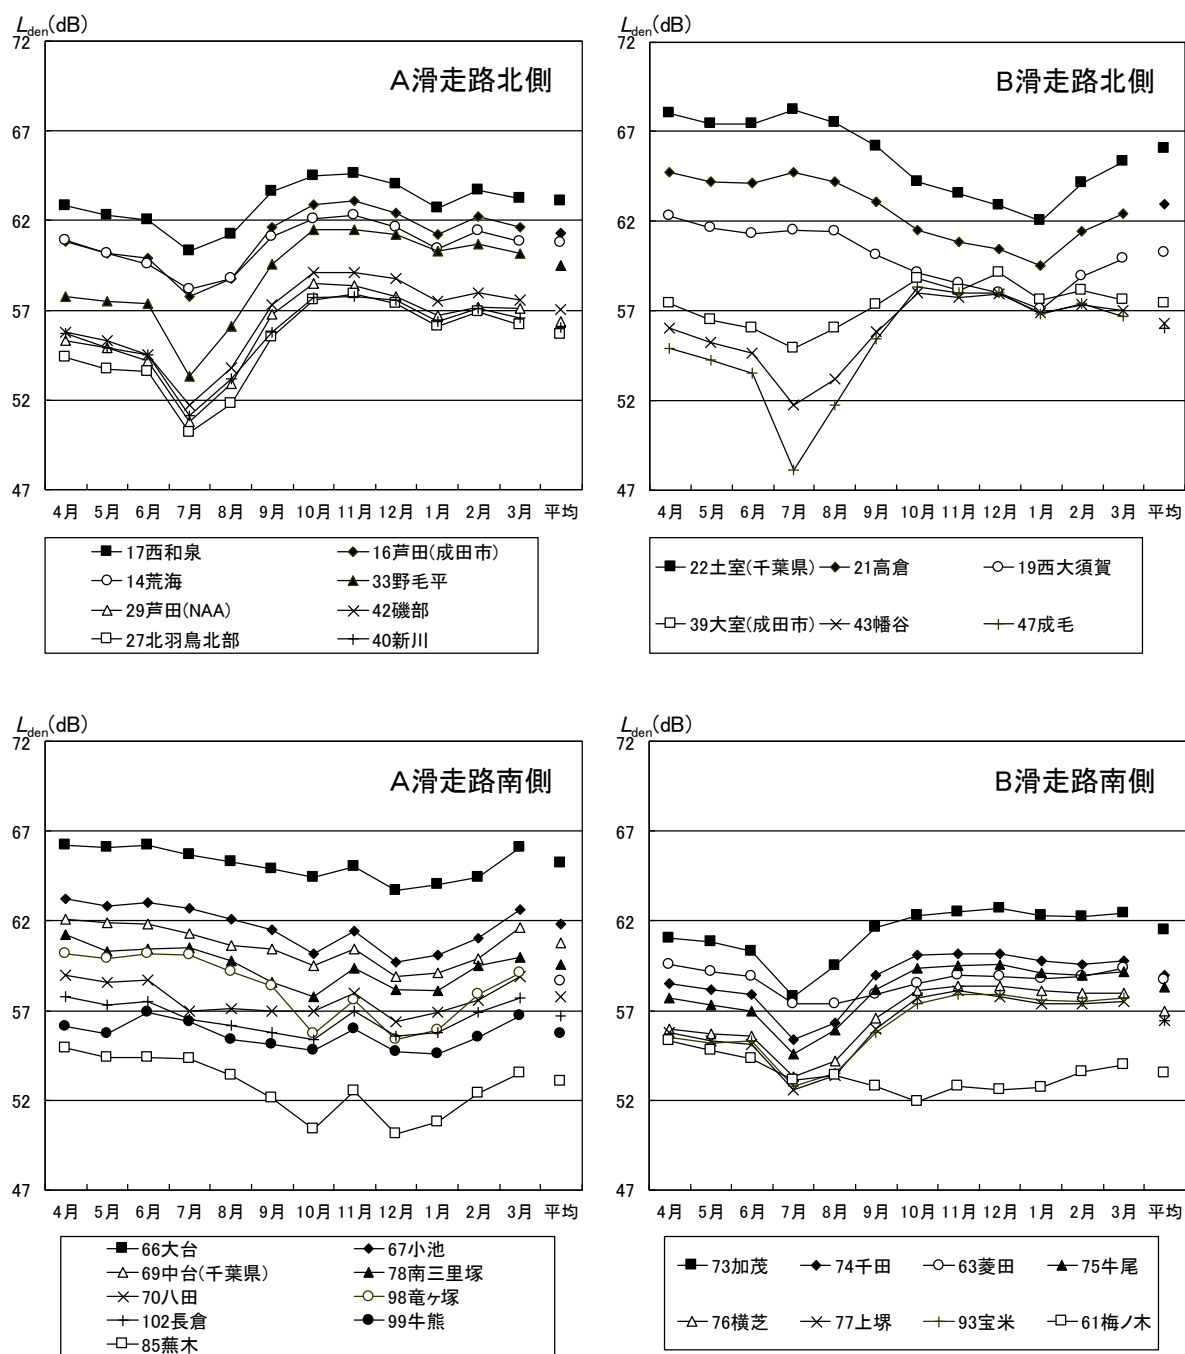 Lden(dB)
72
A滑走路北側
67
62
57
52
47
4月 5月 6月 7月 8月 9月 10月 11月 12月 1月 2月 3月 平均
17西和泉 16芦田(成田市)
14荒海 33野毛平
29芦田(NAA) 42磯部
27北羽鳥北部 40新川
Lden(dB)
72
B滑走路北側
67
62
57
52
47
4月 5月 6月 7月 8月 9月 10月 11月 12月 1月 2月 3月 平均
22土室(千葉県) 21高倉 19西大須賀
39大室(成田市) 43幡谷 47成毛
Lden(dB)
72
A滑走路南側
67
62
57
52
47
4月 5月 6月 7月 8月 9月 10月 11月 12月 1月 2月 3月 平均
66大台 67小池
69中台(千葉県) 78南三里塚
70八田 98竜ヶ塚
102長倉 99牛熊
85蕪木
Lden(dB)
72
B滑走路南側
67
62
57
52
47
4月 5月 6月 7月 8月 9月 10月 11月 12月 1月 2月 3月 平均
73加茂 74千田 63菱田 75牛尾
76横芝 77上堺 93宝米 61梅ノ木